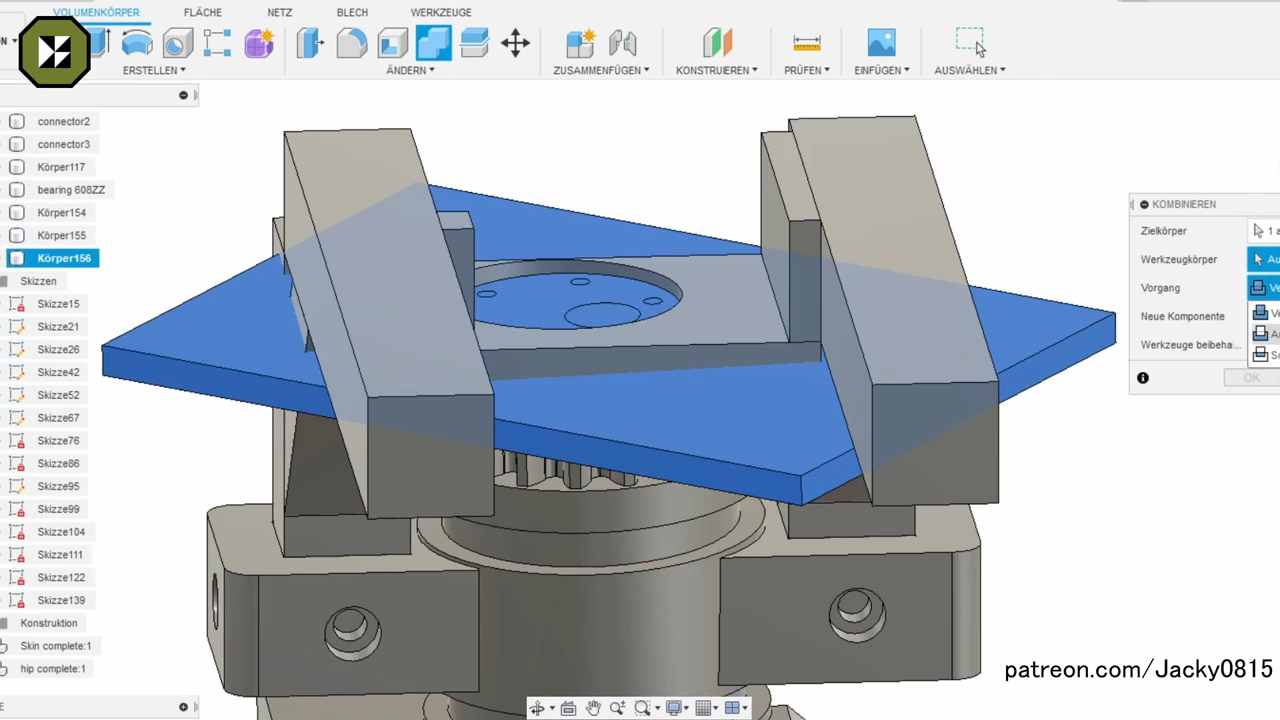 VOLUMENKÖRPER FLÄCHE NETZ BLECH WERKZEUGE
ERSTELLEN ÄNDERN ZUSAMMENFÜGEN KONSTRUIEREN PRÜFEN EINFÜGEN AUSWÄHLEN
connector2
connector3
Körper117
bearing 608ZZ
Körper154
Körper155
Körper156
Skizzen
Skizze15
Skizze21
Skizze26
Skizze42
Skizze52
Skizze67
Skizze76
Skizze86
Skizze95
Skizze99
Skizze104
Skizze111
Skizze122
Skizze139
Konstruktion
Skin complete:1
hip complete:1
KOMBINIEREN
Zielkörper 1
Werkzeugkörper
Vorgang
Neue Komponente
Werkzeuge beibeha...
OK
patreon.com/Jacky0815